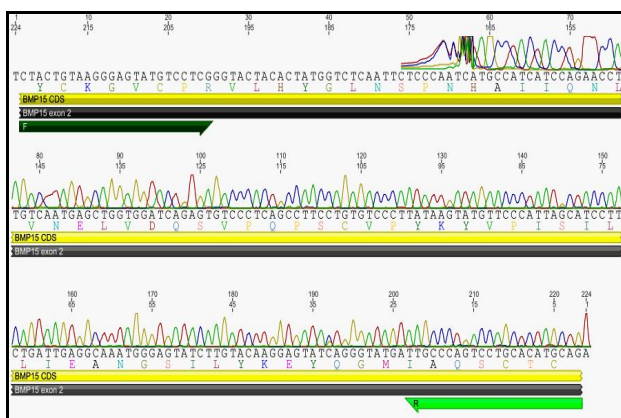 1 10 20 30 40 50 60 70
224 215 205 195 185 175 165 155
TCTACTGTAAGGGAGTATGTCCTCGGGTACTACACTATGGTCTCAATTCTCCCAATCATGCCATCATCCAGAACCT
Y C K G V C P R V L H Y G L N S P N H A I I Q N L
BMP15 CDS
BMP15 exon 2
F
80 90 100 110 120 130 140 150
145 135 125 115 105 95 85 75
TGTCAATGAGCTGGTGGATCAGAGTGTCCCTCAGCCTTCCTGTGTCCCTTATAAGTATGTTCCCATTAGCATCCTT
V N E L V D Q S V P Q P S C V P Y K Y V P I S I L
BMP15 CDS
BMP15 exon 2
160 170 180 190 200 210 220 224
65 55 45 35 25 15 5 1
CTGATTGAGGCAAATGGGAGTATCTTGTACAAGGAGTATCAGGGTATGATTGCCCAGTCCTGCACATGCAGA
L I E A N G S I L Y K E Y Q G M I A Q S C T C
BMP15 CDS
BMP15 exon 2
R